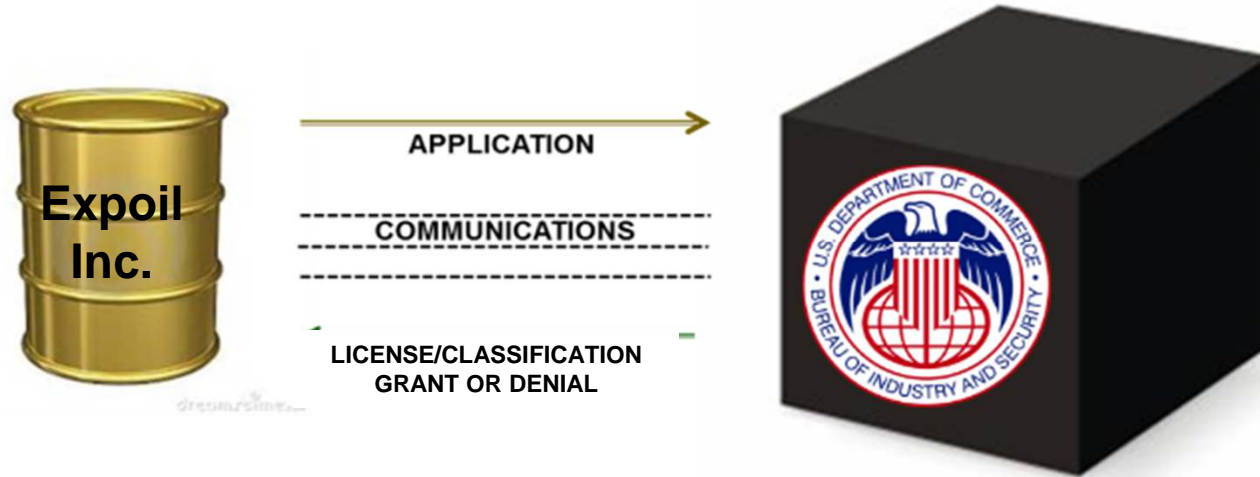 Expoil
Inc.
APPLICATION
COMMUNICATIONS
LICENSE/CLASSIFICATION
GRANT OR DENIAL
U.S. DEPARTMENT OF COMMERCE
BUREAU OF INDUSTRY AND SECURITY